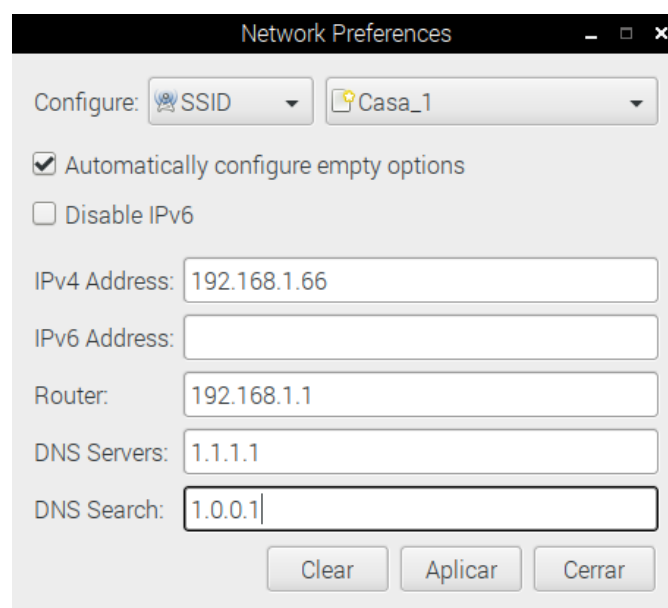 Network Preferences
Configure: SSID Casa_1
Automatically configure empty options
Disable IPv6
IPv4 Address: 192.168.1.66
IPv6 Address:
Router: 192.168.1.1
DNS Servers: 1.1.1.1
DNS Search: 1.0.0.1
Clear Aplicar Cerrar